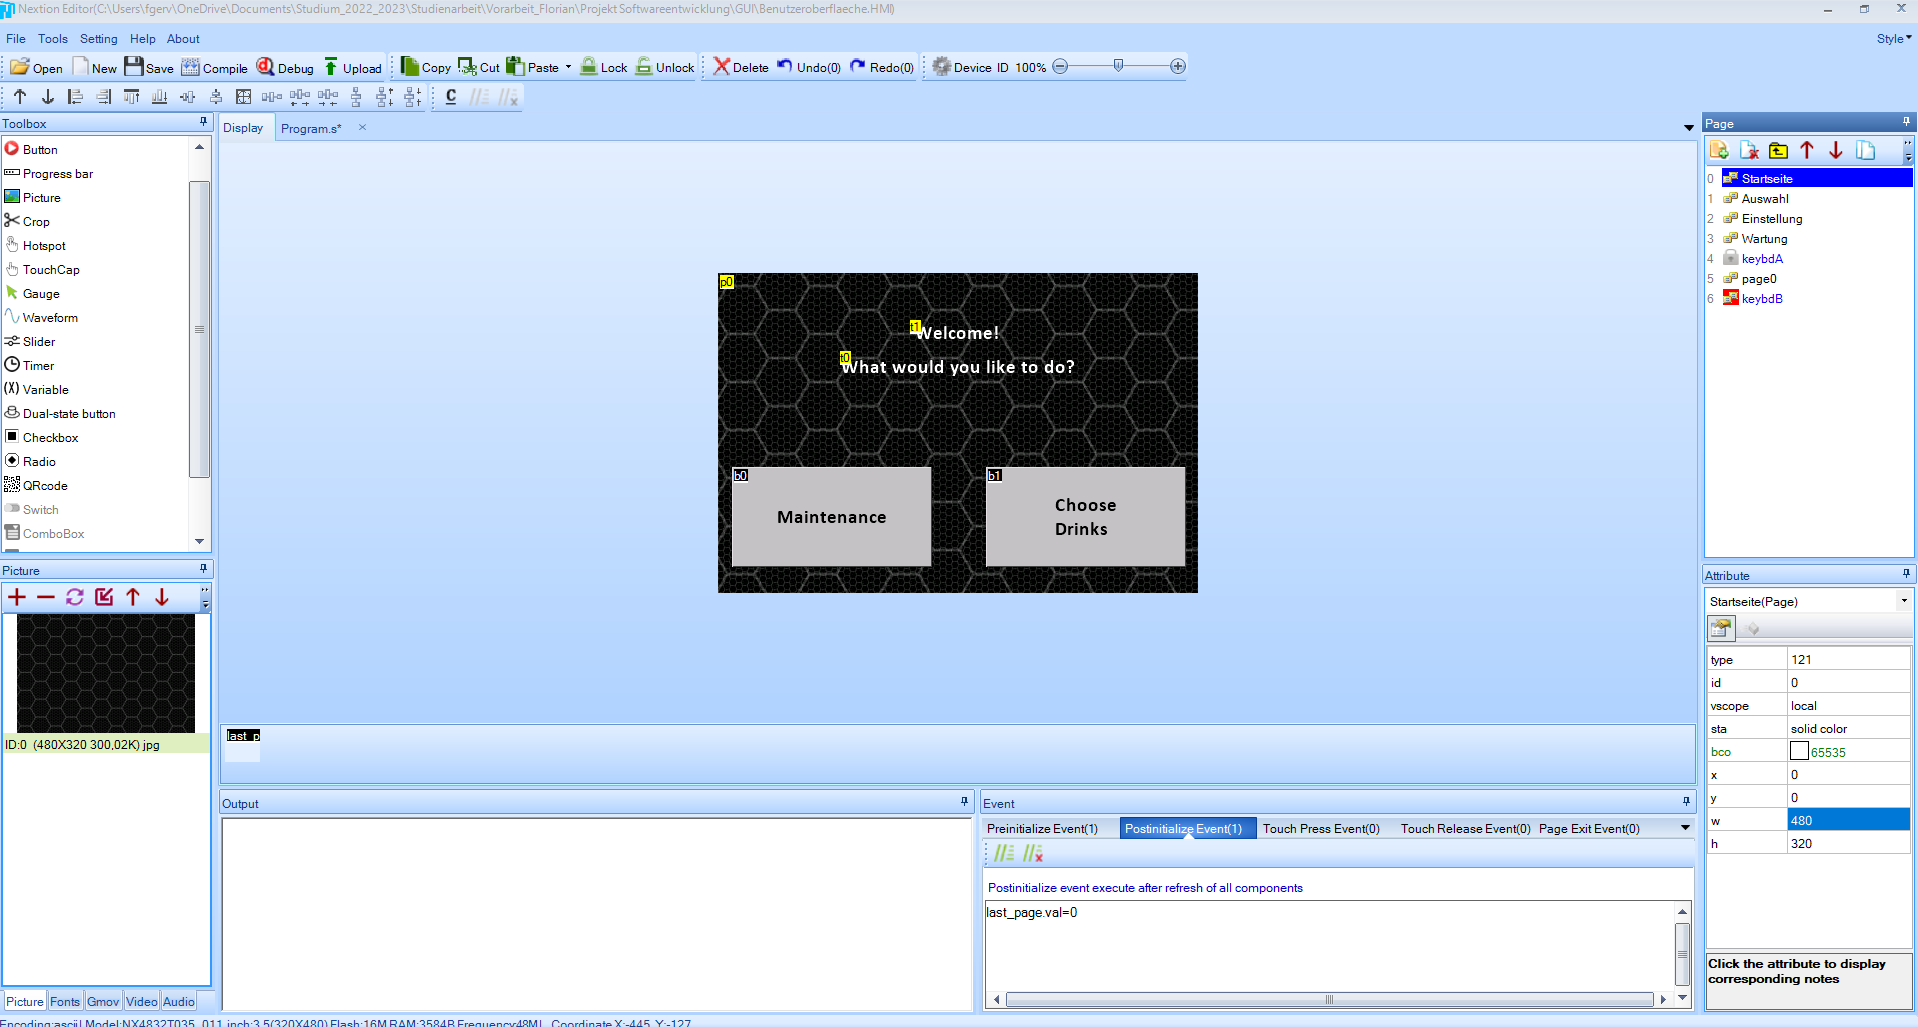 Nextion Editor(C:\Users\fgerv\OneDrive\Documents\Studium_2022_2023\Studienarbeit\Vorarbeit_Florian\Projekt Softwareentwicklung\GUI\Benutzeroberflaeche.HMI)
File Tools Setting Help About Style
Open New Save Compile Debug Upload Copy Cut Paste Lock Unlock Delete Undo(0) Redo(0) Device ID 100%
C
Toolbox
Button
Progress bar
Picture
Crop
Hotspot
TouchCap
Gauge
Waveform
Slider
Timer
(X) Variable
Dual-state button
Checkbox
Radio
QRcode
Switch
ComboBox
Picture
ID:0 (480X320 300,02K) jpg
Picture Fonts Gmov Video Audio
Display Program.s*
p0
t1 Welcome!
t0 What would you like to do?
b0
Maintenance
b1
Choose
Drinks
last_p
Output
Event
Preinitialize Event(1) Postinitialize Event(1) Touch Press Event(0) Touch Release Event(0) Page Exit Event(0)
Postinitialize event execute after refresh of all components
last_page.val=0
Page
0 Startseite
1 Auswahl
2 Einstellung
3 Wartung
4 keybdA
5 page0
6 keybdB
Attribute
Startseite(Page)
type 121
id 0
vscope local
sta solid color
bco 65535
x 0
y 0
w 480
h 320
Click the attribute to display
corresponding notes
Encoding:ascii Model:NX4832T035_011 inch:3.5(320X480) Flash:16M RAM:3584B Frequency:48M Coordinate X:-445 Y:-127